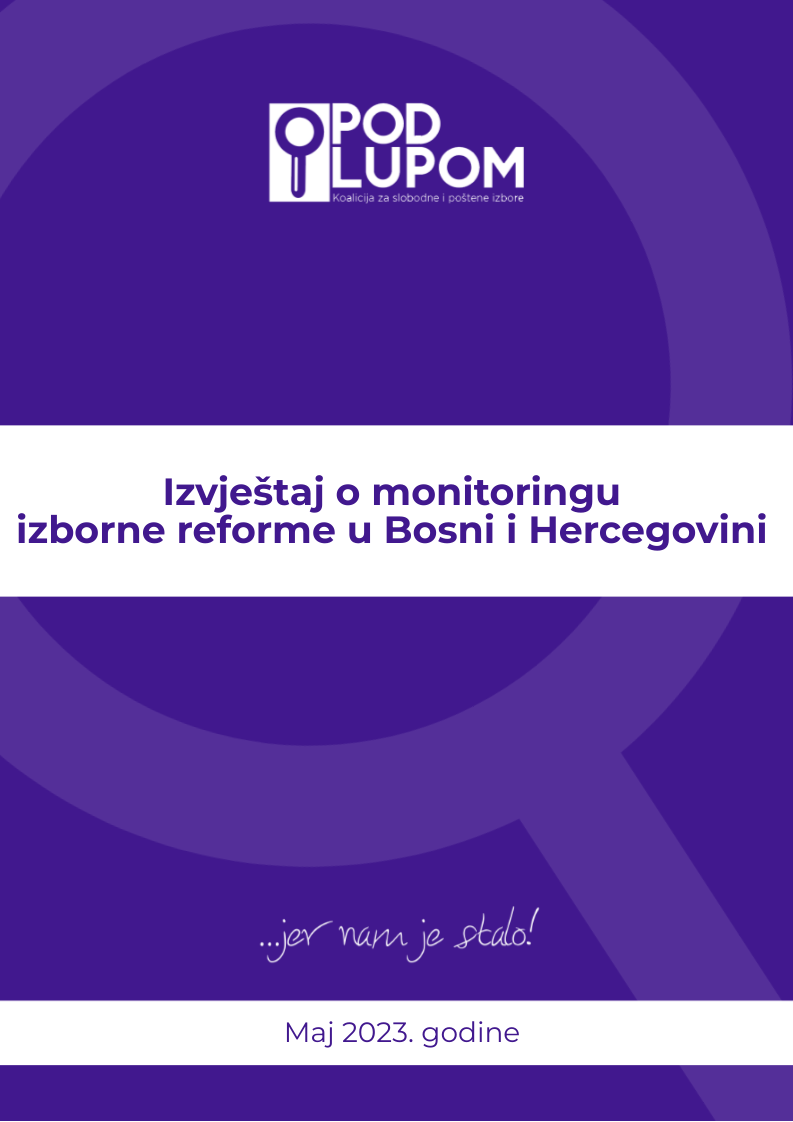 POD
LUPOM
Koalicija za slobodne i poštene izbore
Izvještaj o monitoringu
izborne reforme u Bosni i Hercegovini
...jer nam je stalo!
Maj 2023. godine